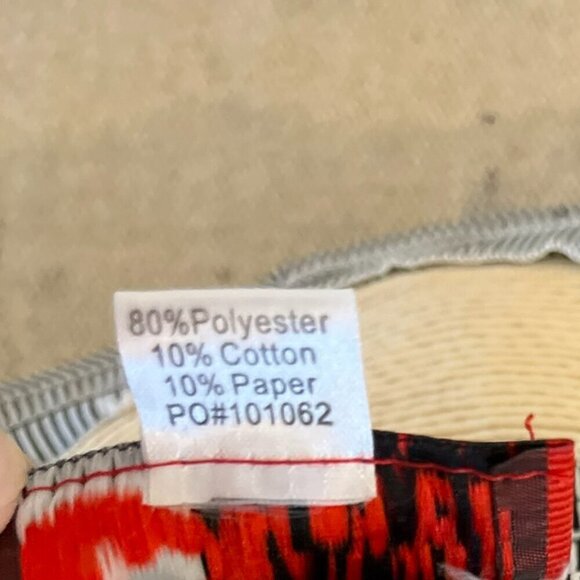 80%Polyester
10% Cotton
10% Paper
PO#101062